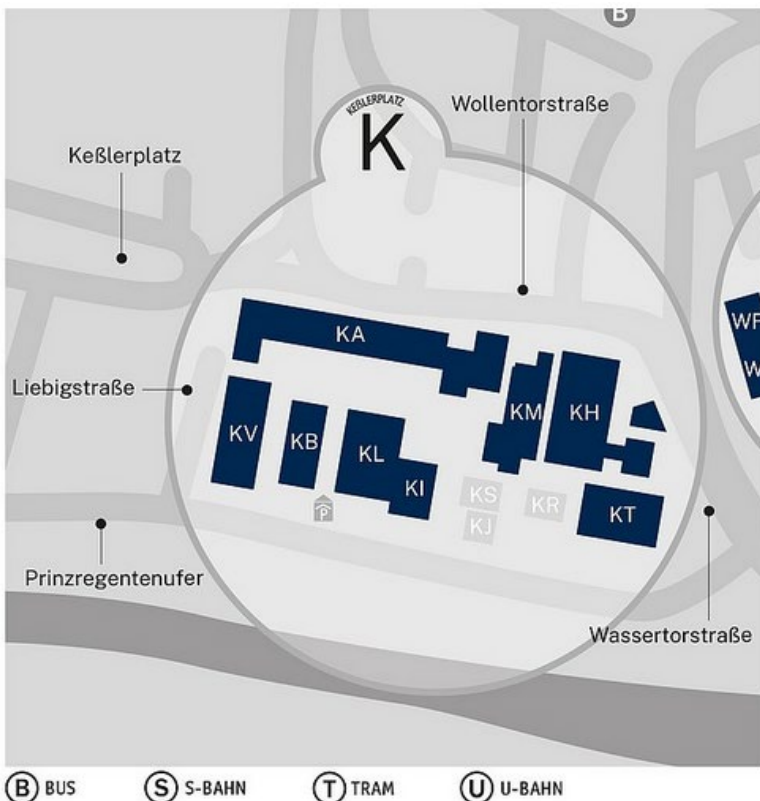 B
KEẞLERPLATZ
K
Wollentorstraße
Keßlerplatz
KA
WF
W
Liebigstraße
KV
KB
KL
KM
KH
KI
KS
KR
KT
KJ
P
Prinzregentenufer
Wassertorstraße
B BUS
S S-BAHN
T TRAM
U U-BAHN